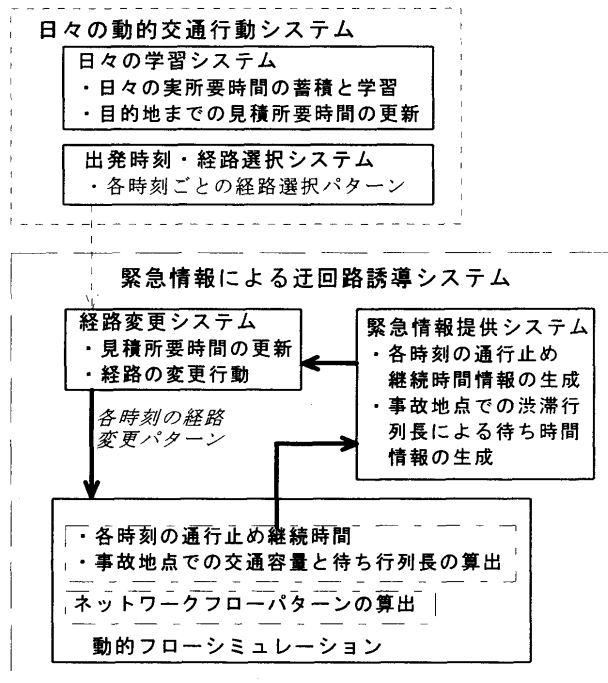 日々の動的交通行動システム
日々の学習システム
・日々の実所要時間の蓄積と学習
・目的地までの見積所要時間の更新
出発時刻・経路選択システム
・各時刻ごとの経路選択パターン
緊急情報による迂回路誘導システム
経路変更システム
・見積所要時間の更新
・経路の変更行動
緊急情報提供システム
・各時刻の通行止め
継続時間情報の生成
・事故地点での渋滞行
列長による待ち時間
情報の生成
各時刻の経路
変更パターン
・各時刻の通行止め継続時間
・事故地点での交通容量と待ち行列長の算出
ネットワークフローパターンの算出
動的フローシミュレーション